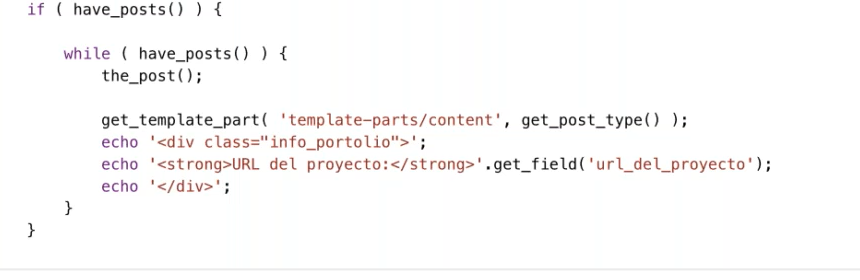 if ( have_posts() ) {
while ( have_posts() ) {
the_post();
get_template_part( 'template-parts/content', get_post_type() );
echo '<div class="info_portolio">';
echo '<strong>URL del proyecto:</strong>'.get_field('url_del_proyecto');
echo '</div>';
}
}